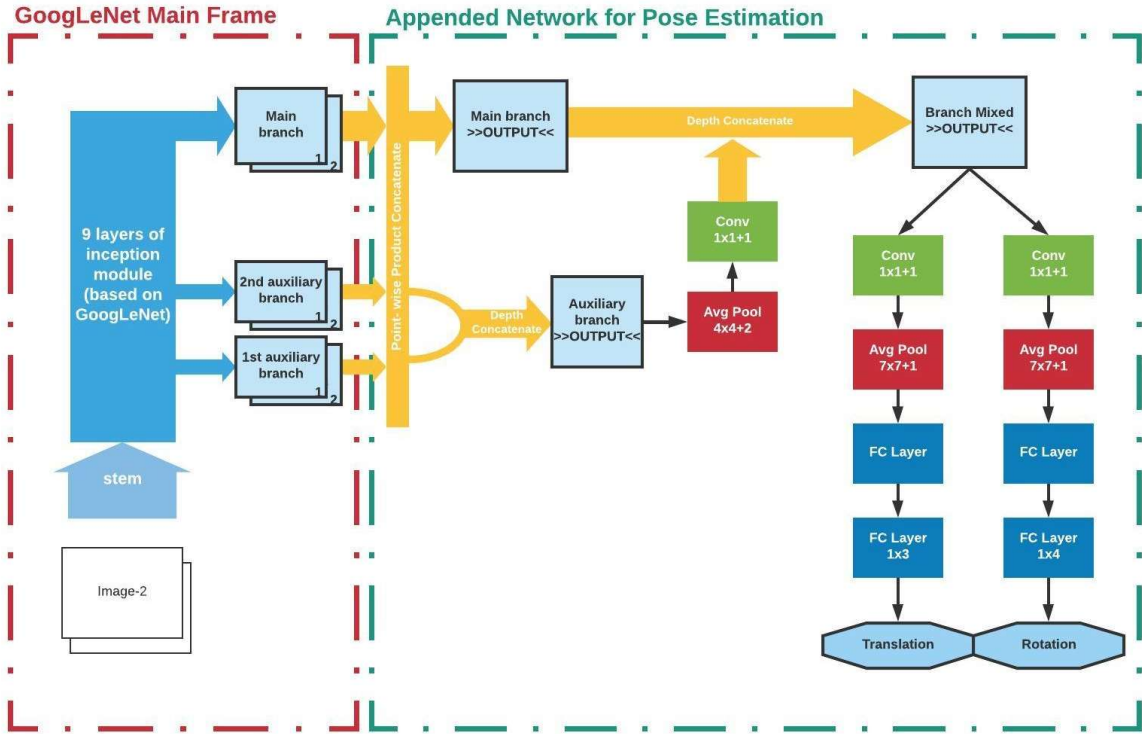 GoogLeNet Main Frame
Appended Network for Pose Estimation
9 layers of
inception
module
(based on
GoogLeNet)
stem
Image-2
Main
branch
1
2
2nd auxiliary
branch
1
2
1st auxiliary
branch
1
2
Point- wise Product Concatenate
Main branch
>>OUTPUT<<
Depth Concatenate
Branch Mixed
>>OUTPUT<<
Depth
Concatenate
Auxiliary
branch
>>OUTPUT<<
Avg Pool
4x4+2
Conv
1x1+1
Conv
1x1+1
Avg Pool
7x7+1
FC Layer
FC Layer
1x3
Translation
Conv
1x1+1
Avg Pool
7x7+1
FC Layer
FC Layer
1x4
Rotation